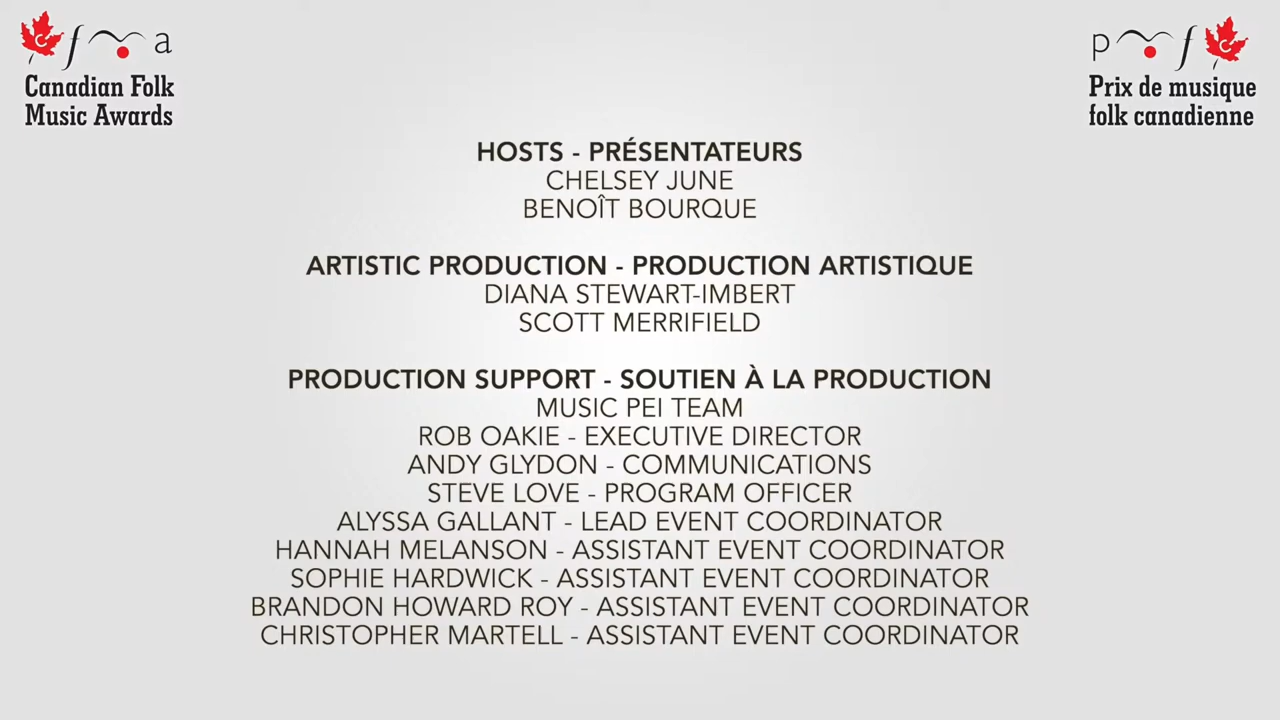 cfma
Canadian Folk
Music Awards
pmfc
Prix de musique
folk canadienne
HOSTS - PRÉSENTATEURS
CHELSEY JUNE
BENOÎT BOURQUE
ARTISTIC PRODUCTION - PRODUCTION ARTISTIQUE
DIANA STEWART-IMBERT
SCOTT MERRIFIELD
PRODUCTION SUPPORT - SOUTIEN À LA PRODUCTION
MUSIC PEI TEAM
ROB OAKIE - EXECUTIVE DIRECTOR
ANDY GLYDON - COMMUNICATIONS
STEVE LOVE - PROGRAM OFFICER
ALYSSA GALLANT - LEAD EVENT COORDINATOR
HANNAH MELANSON - ASSISTANT EVENT COORDINATOR
SOPHIE HARDWICK - ASSISTANT EVENT COORDINATOR
BRANDON HOWARD ROY - ASSISTANT EVENT COORDINATOR
CHRISTOPHER MARTELL - ASSISTANT EVENT COORDINATOR